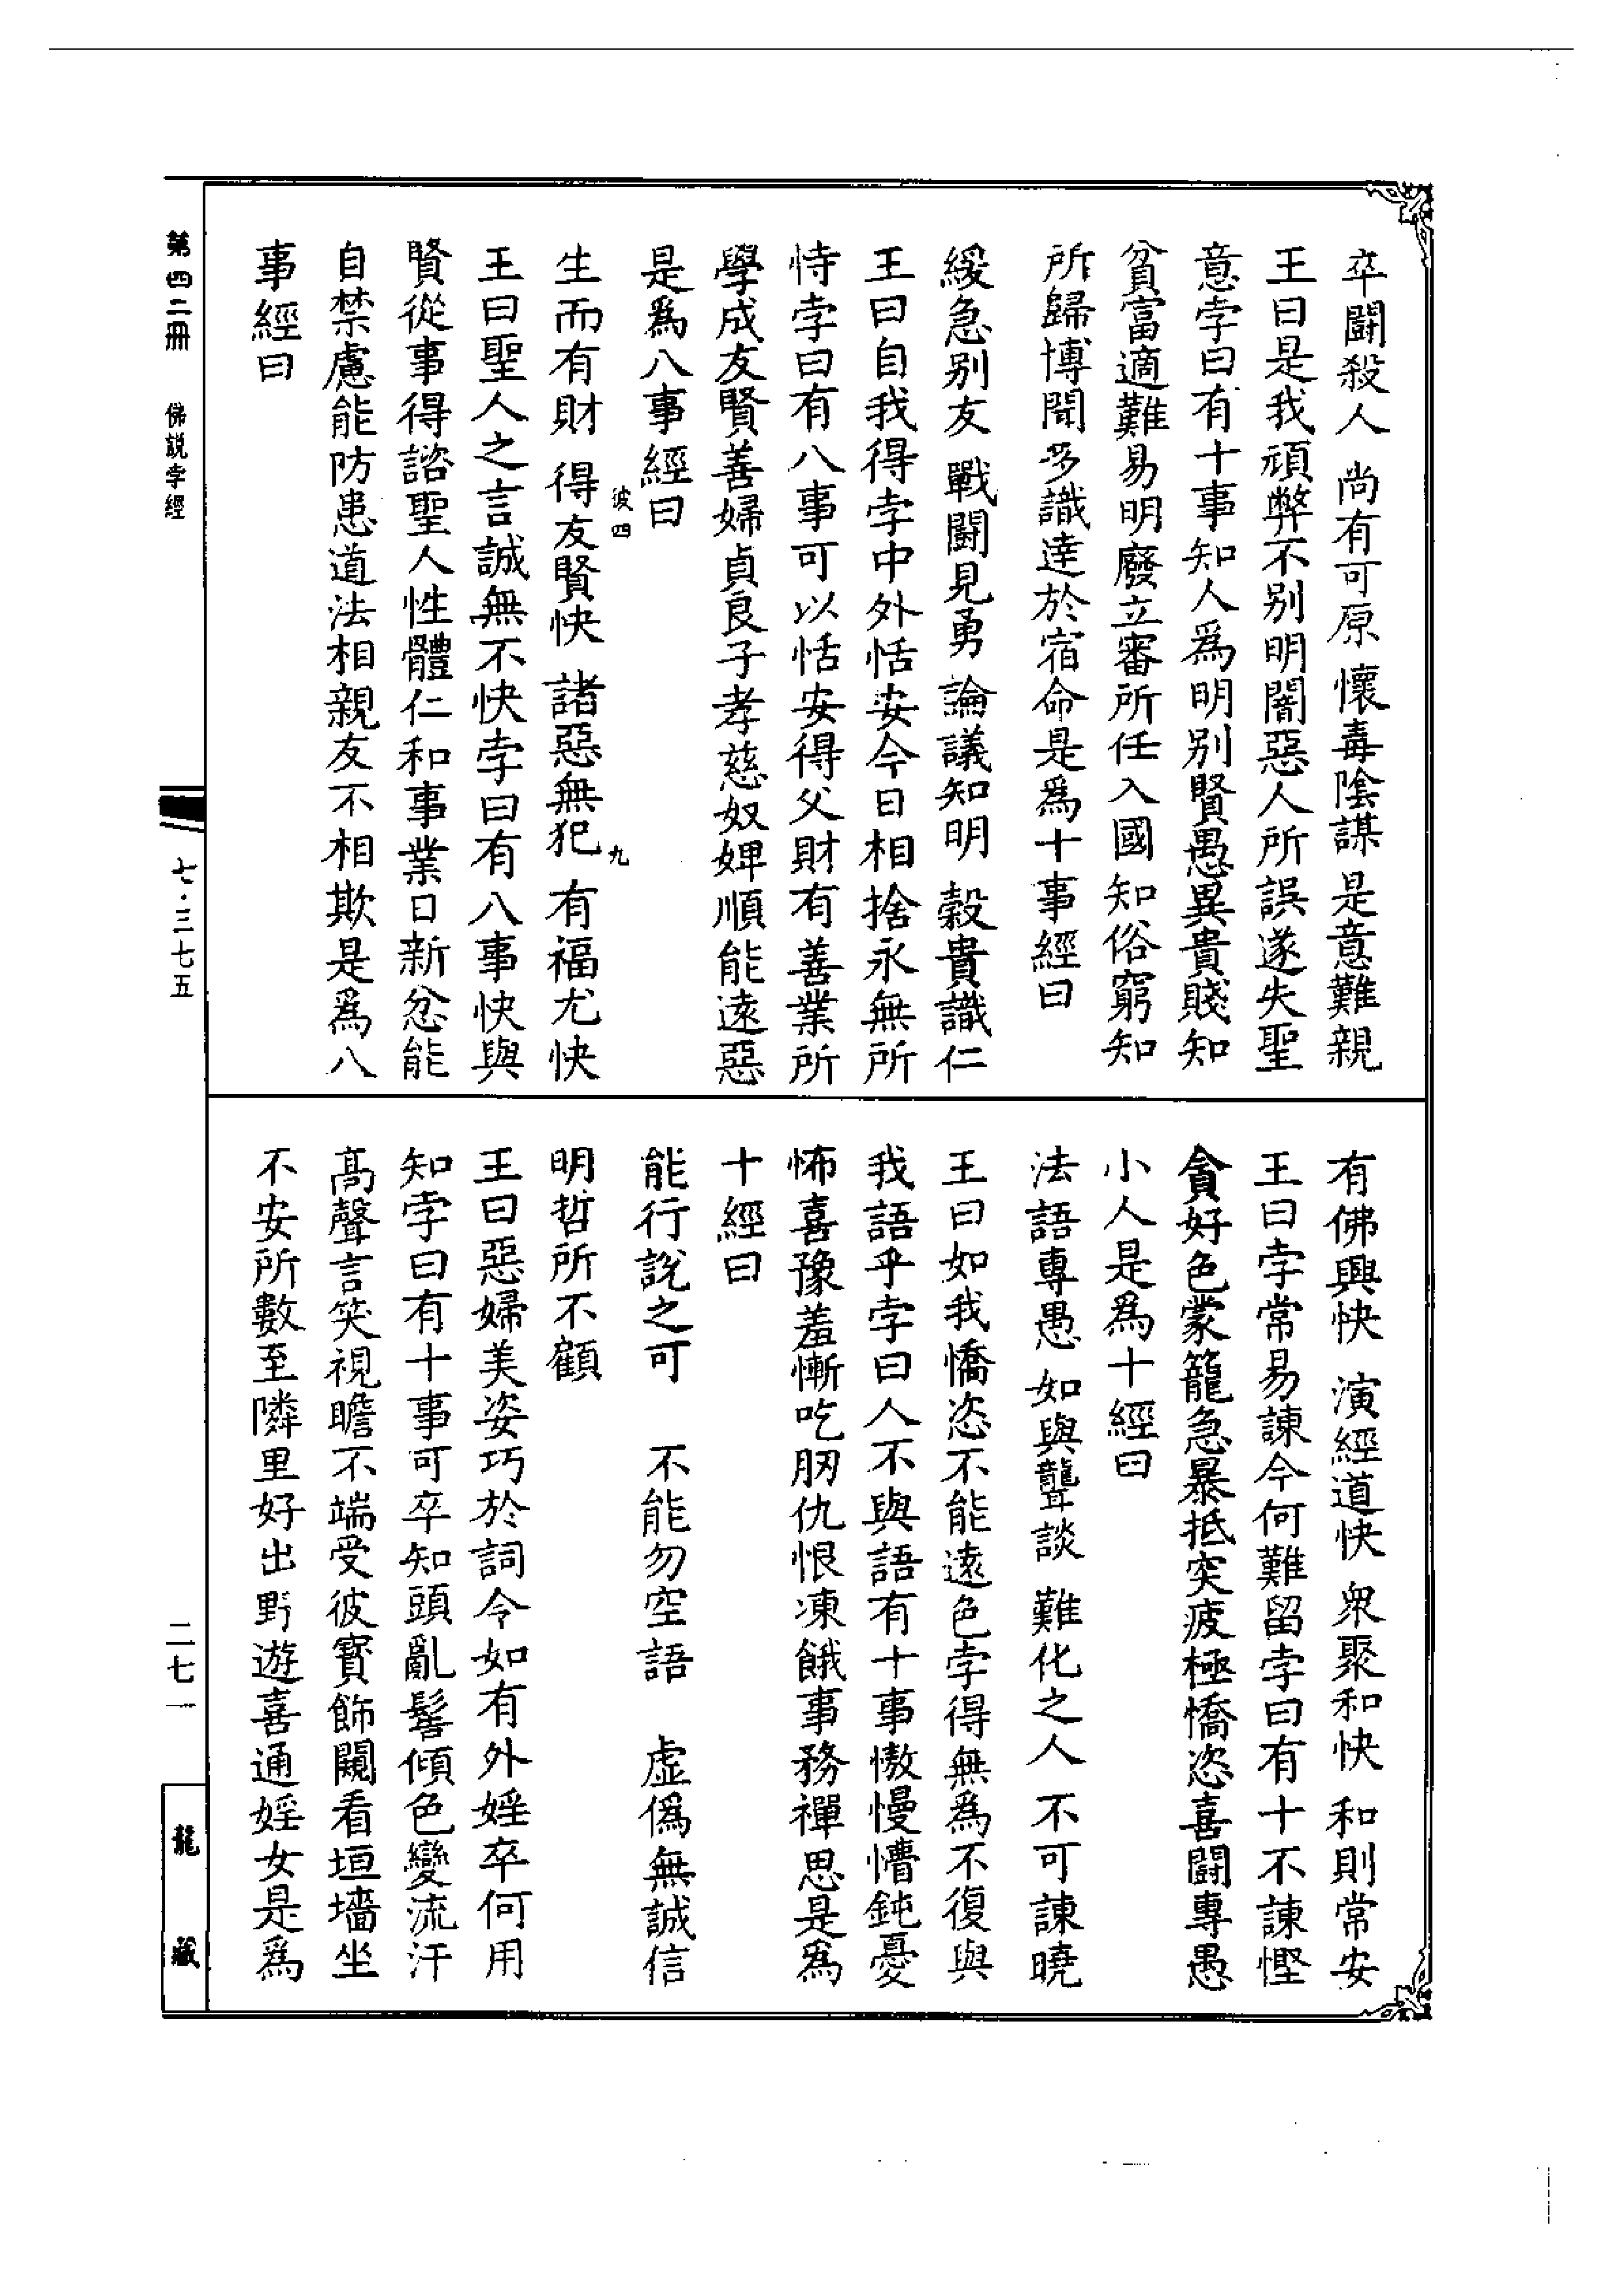 卒鬪殺人 尚有可原 懷毒陰謀 是意難親
王曰是我頑弊不别明闇惡人所誤遂失聖
意孛曰有十事知人爲明别賢愚異貴賤知
貧富適難易明廢立審所任入國知俗窮知
所歸博聞多識達於宿命是爲十事經曰
緩急别友 戰鬪見勇 論議知明 穀貴識仁
王曰自我得孛中外恬安今日相捨永無所
恃孛曰有八事可以恬安得父財有善業所
學成友賢善婦貞良子孝慈奴婢順能遠惡
是爲八事經曰
彼四
九
生而有財 得友賢快 諸惡無犯 有福尤快
王曰聖人之言誠無不快孛曰有八事快與
賢從事得諮聖人性體仁和事業日新忿能
自禁慮能防患道法相親友不相欺是爲八
事經曰
有佛興快 演經道快 衆聚和快 和則常安
王曰孛常易諫今何難留孛曰有十不諫慳
貪好色蒙籠急暴抵突疲極憍恣喜鬪專愚
小人是爲十經曰
法語專愚 如與聾談 難化之人 不可諫曉
王曰如我憍恣不能遠色孛得無爲不復與
我語乎孛曰人不與語有十事慠慢懵鈍憂
怖喜豫羞慚吃訒仇恨凍餓事務禪思是爲
十經曰
能行說之可 不能勿空語 虛僞無誠信
明哲所不顧
王曰惡婦美姿巧於詞令如有外婬卒何用
知孛曰有十事可卒知頭亂髻傾色變流汗
高聲言笑視瞻不端受彼寶飾闚看垣墻坐
不安所數至隣里好出野遊喜通婬女是爲
第四二冊 佛説孛經
七·三七五
二七一
龍藏